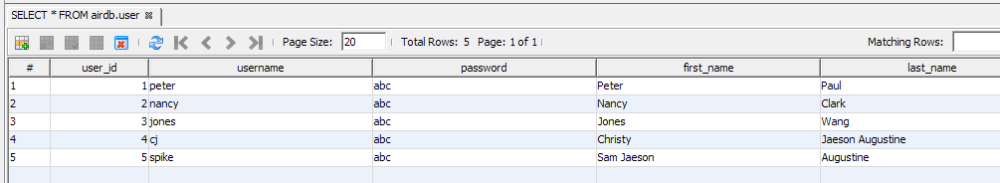 SELECT * FROM airdb.user
Page Size: 20 Total Rows: 5 Page: 1 of 1 Matching Rows:
# user_id username password first_name last_name
1 1 peter abc Peter Paul
2 2 nancy abc Nancy Clark
3 3 jones abc Jones Wang
4 4 cj abc Christy Jaeson Augustine
5 5 spike abc Sam Jaeson Augustine